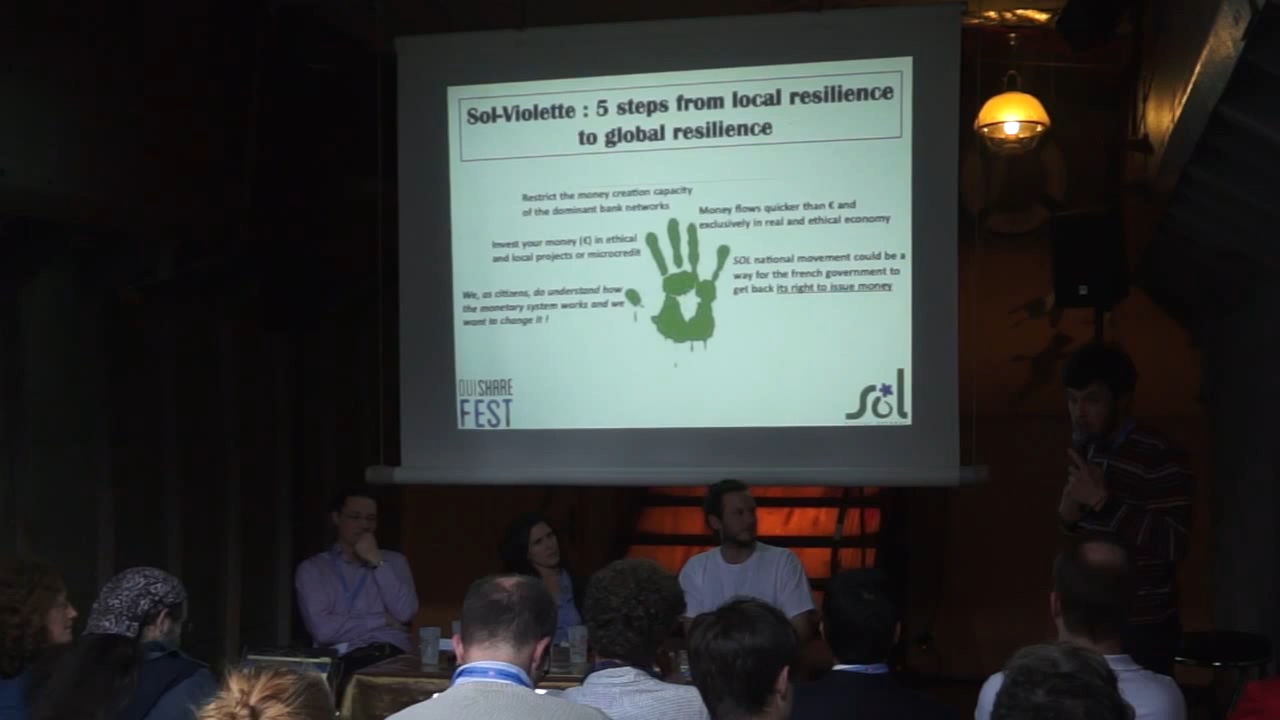 Sol-Violette : 5 steps from local resilience
to global resilience
Restrict the money creation capacity
of the dominant bank networks
Money flows quicker than € and
exclusively in real and ethical economy
Invest your money (€) in ethical
and local projects or microcredit
SOL national movement could be a
way for the french government to
get back its right to issue money
We, as citizens, do understand how
the monetary system works and we
want to change it !
OUISHARE
FEST
sol